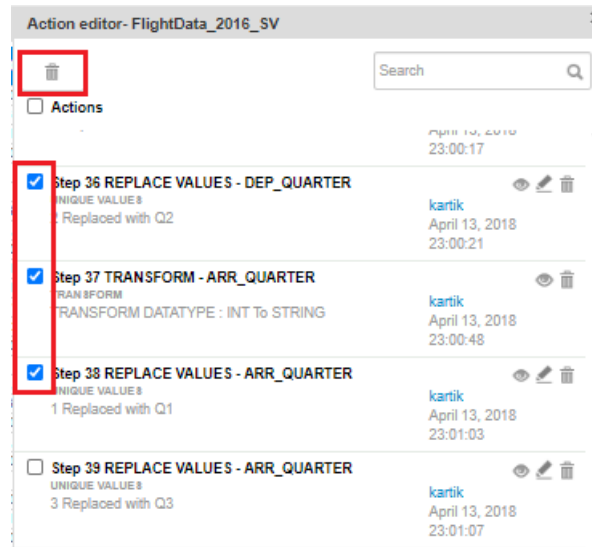 Action editor- FlightData_2016_SV
Search
Actions
April 13, 2018
23:00:17
Step 36 REPLACE VALUES - DEP_QUARTER
UNIQUE VALUES
2 Replaced with Q2
kartik
April 13, 2018
23:00:21
Step 37 TRANSFORM - ARR_QUARTER
TRANSFORM
TRANSFORM DATATYPE : INT To STRING
kartik
April 13, 2018
23:00:48
Step 38 REPLACE VALUES - ARR_QUARTER
UNIQUE VALUES
1 Replaced with Q1
kartik
April 13, 2018
23:01:03
Step 39 REPLACE VALUES - ARR_QUARTER
UNIQUE VALUES
3 Replaced with Q3
kartik
April 13, 2018
23:01:07